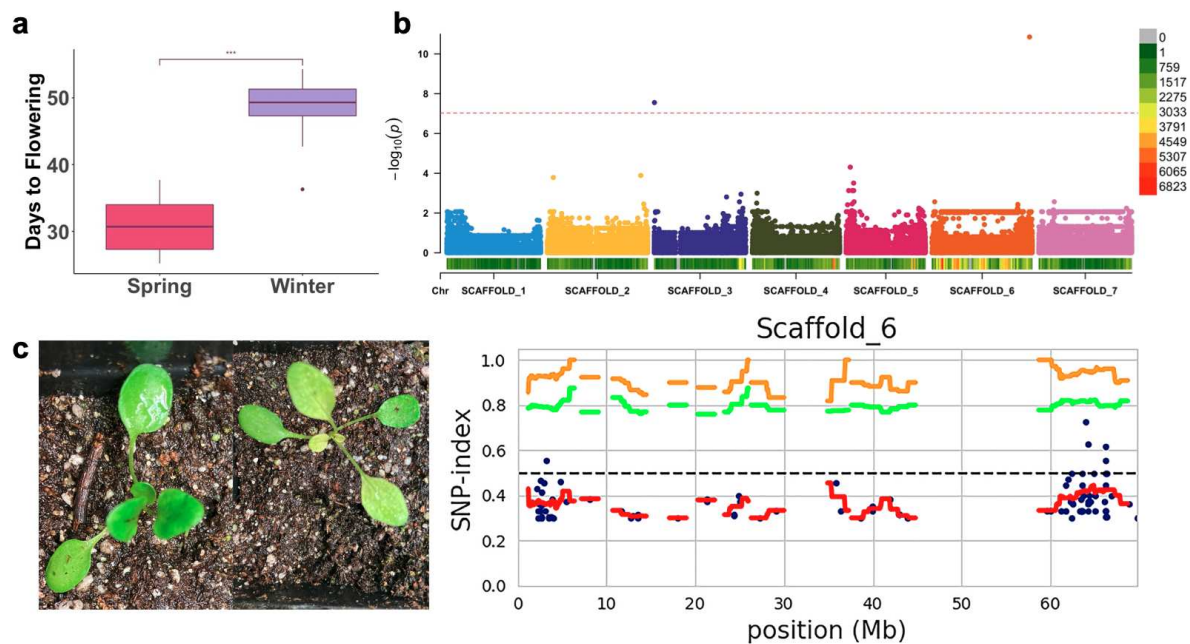 a
Days to Flowering
50
40
30
***
Spring
Winter
b
−log10(p)
10
8
6
4
2
0
Chr
SCAFFOLD_1
SCAFFOLD_2
SCAFFOLD_3
SCAFFOLD_4
SCAFFOLD_5
SCAFFOLD_6
SCAFFOLD_7
0
1
759
1517
2275
3033
3791
4549
5307
6065
6823
c
Scaffold_6
SNP-index
1.0
0.8
0.6
0.4
0.2
0.0
0
10
20
30
40
50
60
position (Mb)